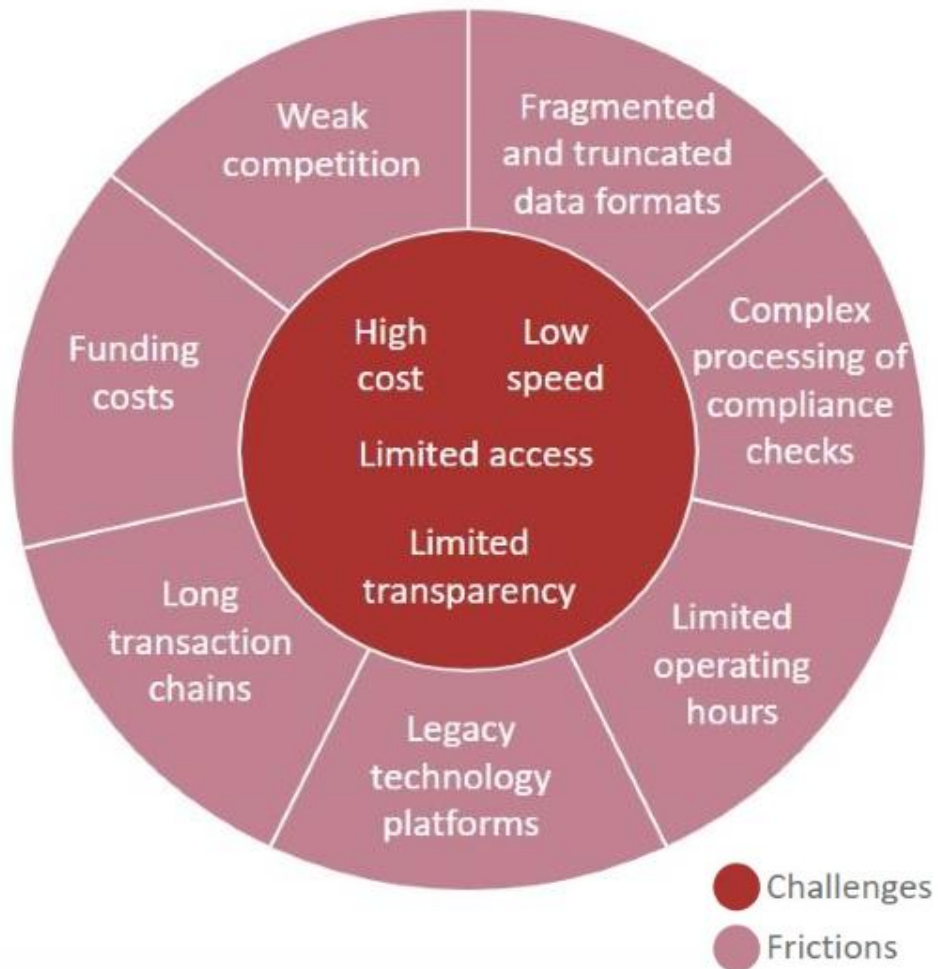 Weak
competition
Fragmented
and truncated
data formats
Complex
processing of
compliance
checks
Limited
operating
hours
Legacy
technology
platforms
Long
transaction
chains
Funding
costs
High
cost
Low
speed
Limited access
Limited
transparency
Challenges
Frictions